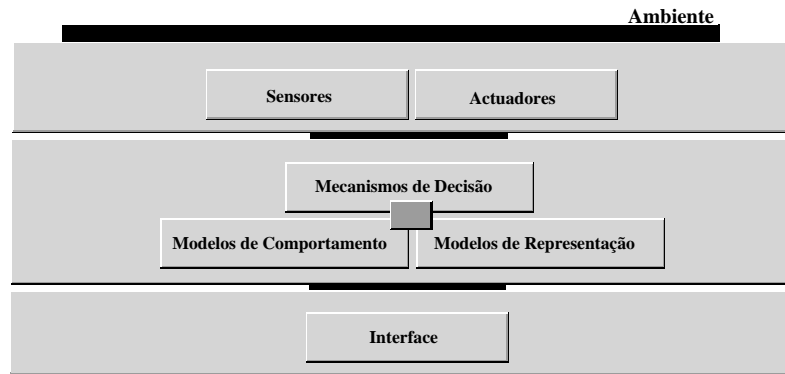 Ambiente
Sensores
Actuadores
Mecanismos de Decisão
Modelos de Comportamento
Modelos de Representação
Interface